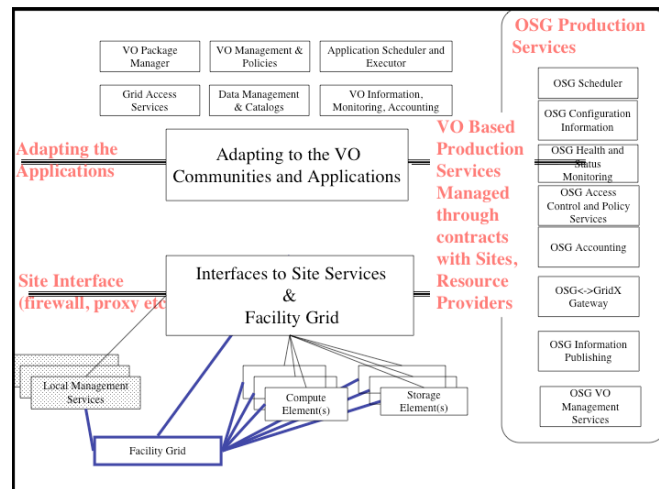 OSG Production
Services
VO Package
Manager
VO Management &
Policies
Application Scheduler and
Executor
Grid Access
Services
Data Management
& Catalogs
VO Information,
Monitoring, Accounting
Adapting the
Applications
Adapting to the VO
Communities and Applications
VO Based
Production
Services
Managed
through
contracts
with Sites,
Resource
Providers
Site Interface
(firewall, proxy etc
Interfaces to Site Services
&
Facility Grid
Local Management
Services
Compute
Element(s)
Storage
Element(s)
Facility Grid
OSG Scheduler
OSG Configuration
Information
OSG Health and
Status
Monitoring
OSG Access
Control and Policy
Services
OSG Accounting
OSG<->GridX
Gateway
OSG Information
Publishing
OSG VO
Management
Services